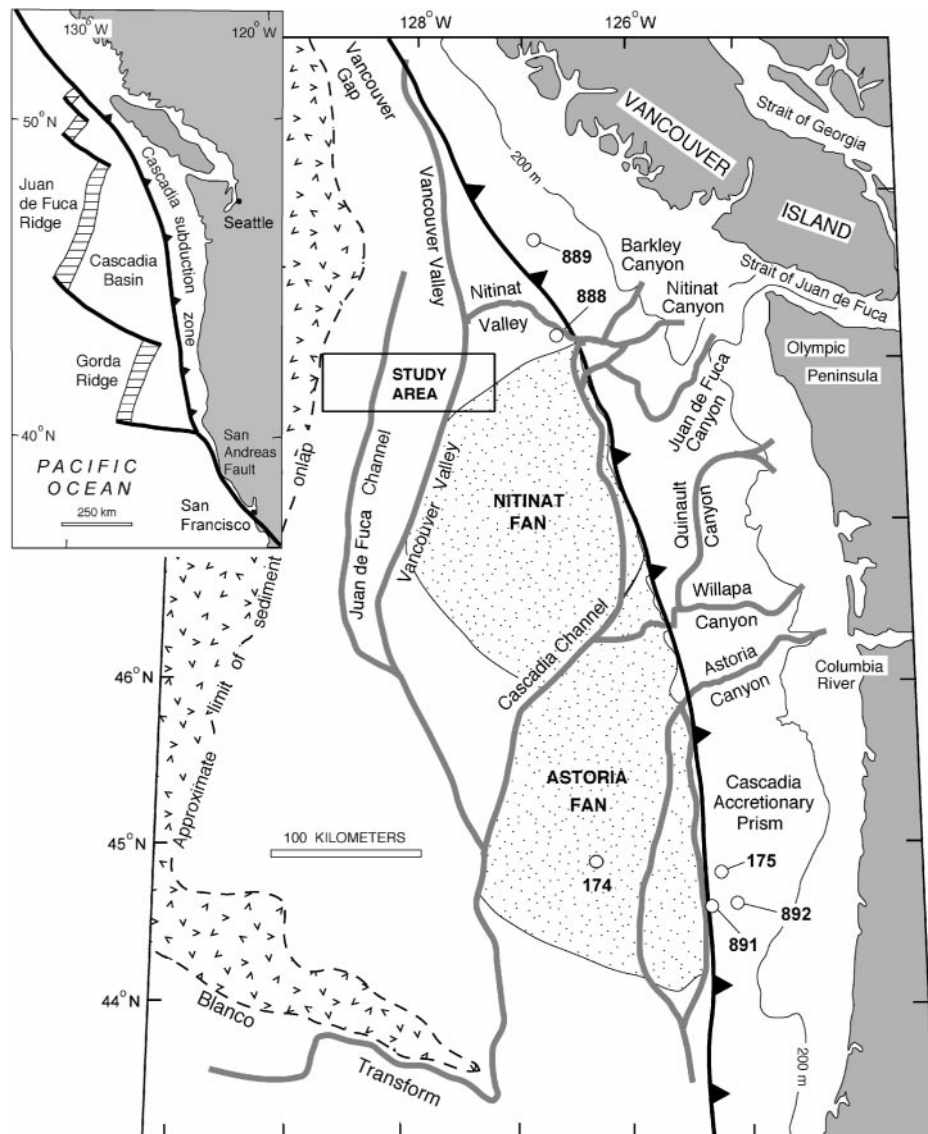 130° W
120° W
50° N
Juan
de Fuca
Ridge
Cascadia subduction zone
Seattle
Cascadia
Basin
Gorda
Ridge
40° N
San
Andreas
Fault
PACIFIC
OCEAN
250 km
San
Francisco
128° W
126° W
Vancouver
Gap
Vancouver Valley
200 m
VANCOUVER
ISLAND
Strait of Georgia
889
Barkley
Canyon
888
Nitinat
Canyon
Strait of Juan de Fuca
Nitinat
Valley
Olympic
Peninsula
STUDY
AREA
Juan de Fuca
Canyon
Juan de Fuca Channel
Vancouver Valley
NITINAT
FAN
Quinault
Canyon
Approximate limit of sediment onlap
Willapa
Canyon
Cascadia Channel
Astoria
Canyon
Columbia
River
46° N
ASTORIA
FAN
Cascadia
Accretionary
Prism
100 KILOMETERS
45° N
174
175
892
891
44° N
Blanco
Transform
200 m